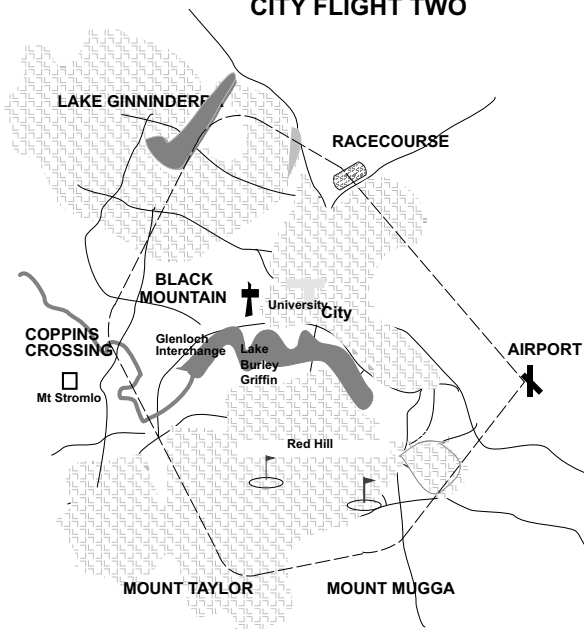 CITY FLIGHT TWO
LAKE GINNINDERRA
RACECOURSE
BLACK
MOUNTAIN
University
City
COPPINS
CROSSING
Glenloch
Interchange
Lake
Burley
Griffin
AIRPORT
Mt Stromlo
Red Hill
MOUNT TAYLOR
MOUNT MUGGA